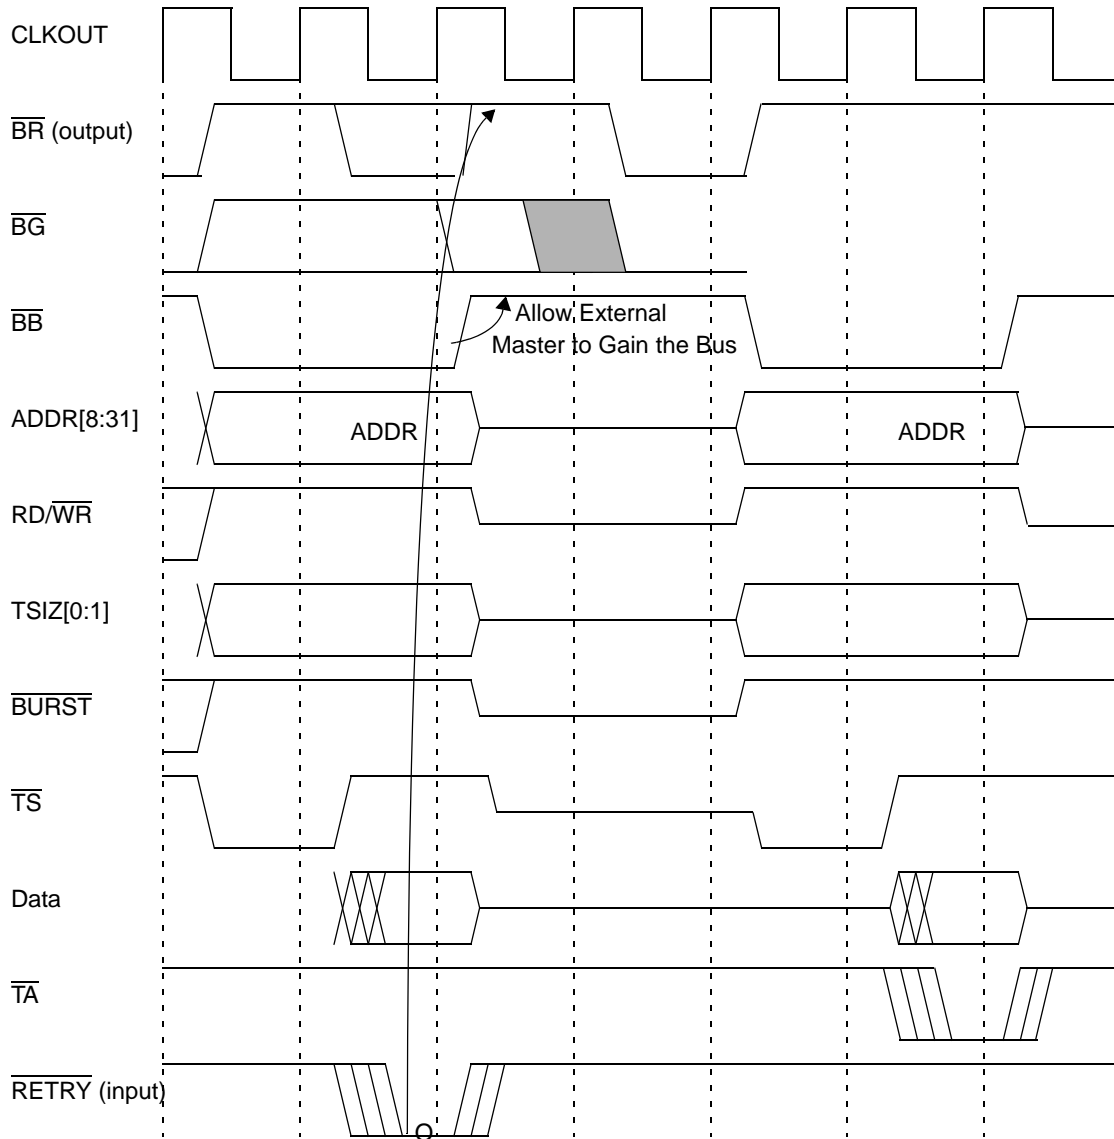 CLKOUT
BR (output)
BG
BB
Allow External
Master to Gain the Bus
ADDR[8:31]
ADDR
ADDR
RD/WR
TSIZ[0:1]
BURST
TS
Data
TA
RETRY (input)
O